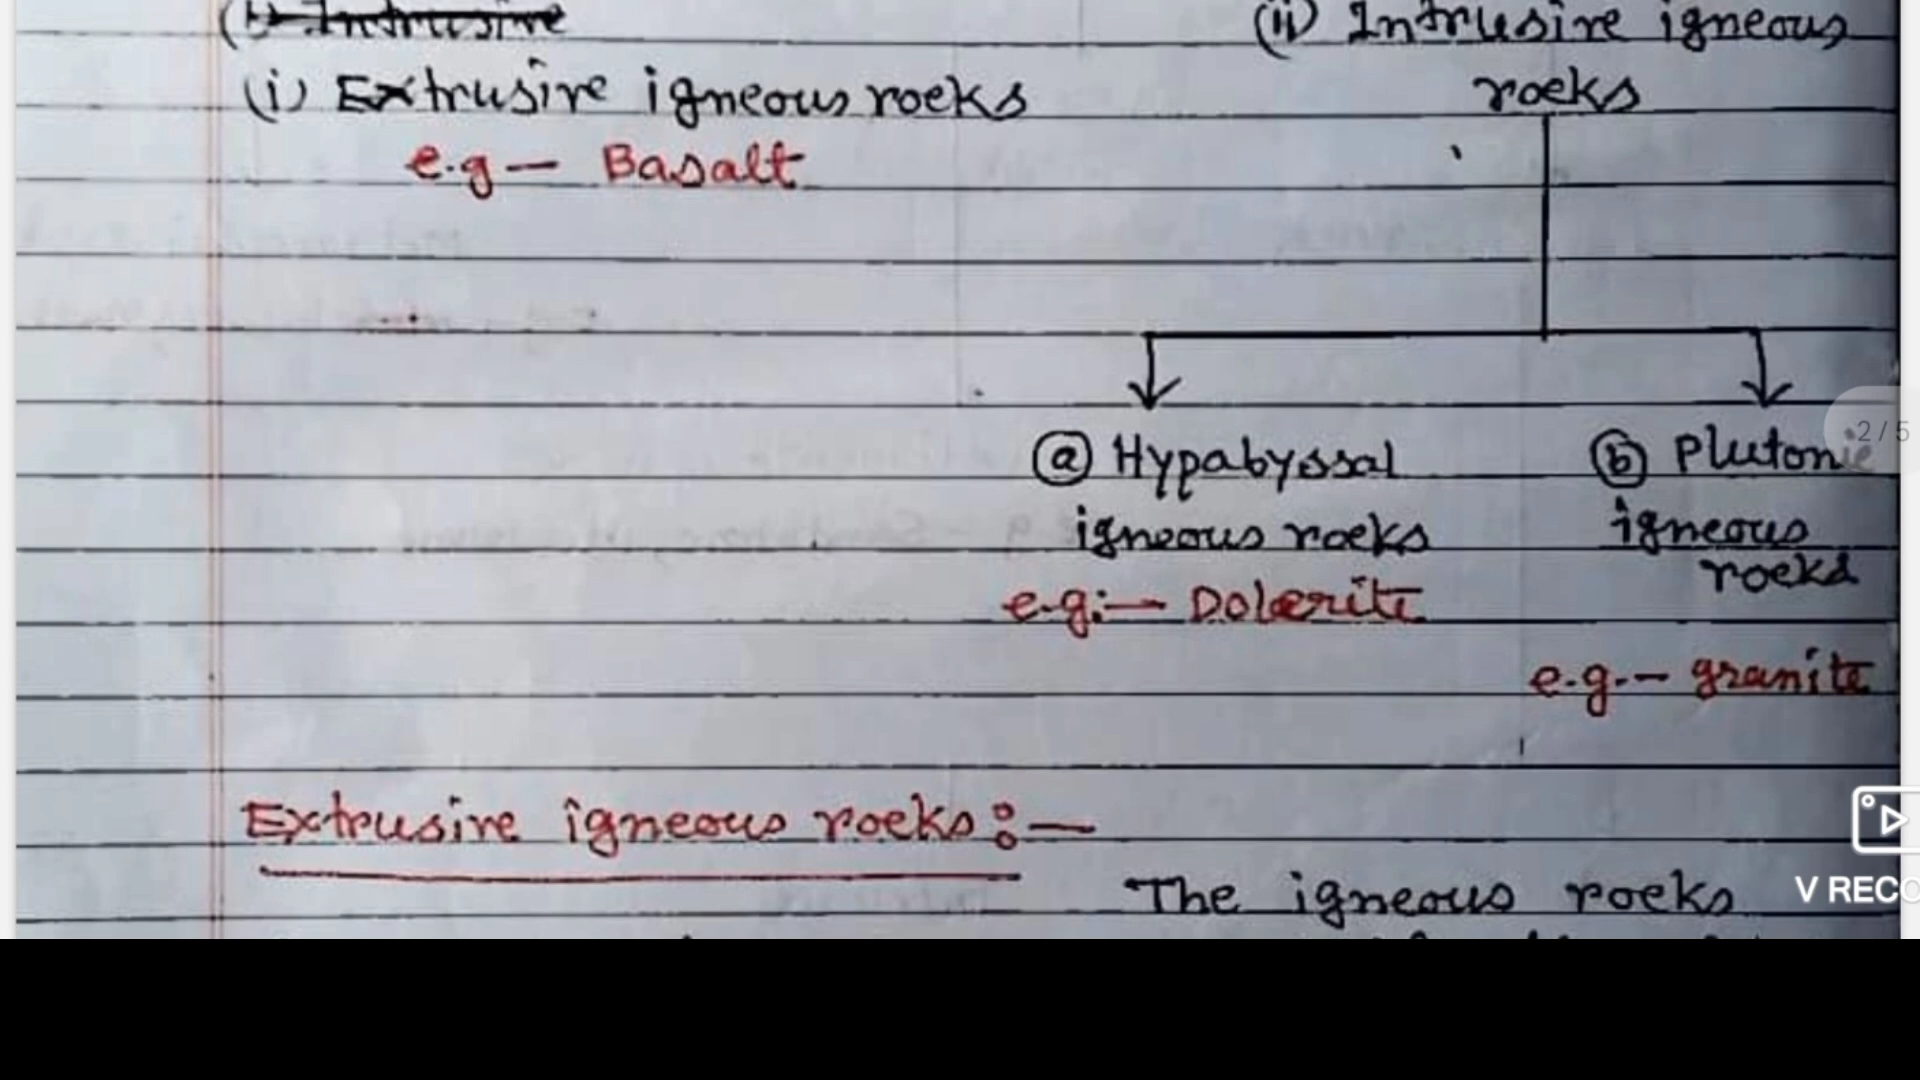 (ii) Intrusive igneous
(i) Extrusive igneous rocks
rocks
e.g — Basalt
ⓐ Hypabyssal
igneous rocks
e.g:— Dolerite
ⓑ Plutonic
igneous
rocks
e.g.- granite
2/5
Extrusive igneous rocks :—
The igneous rocks
V RECO